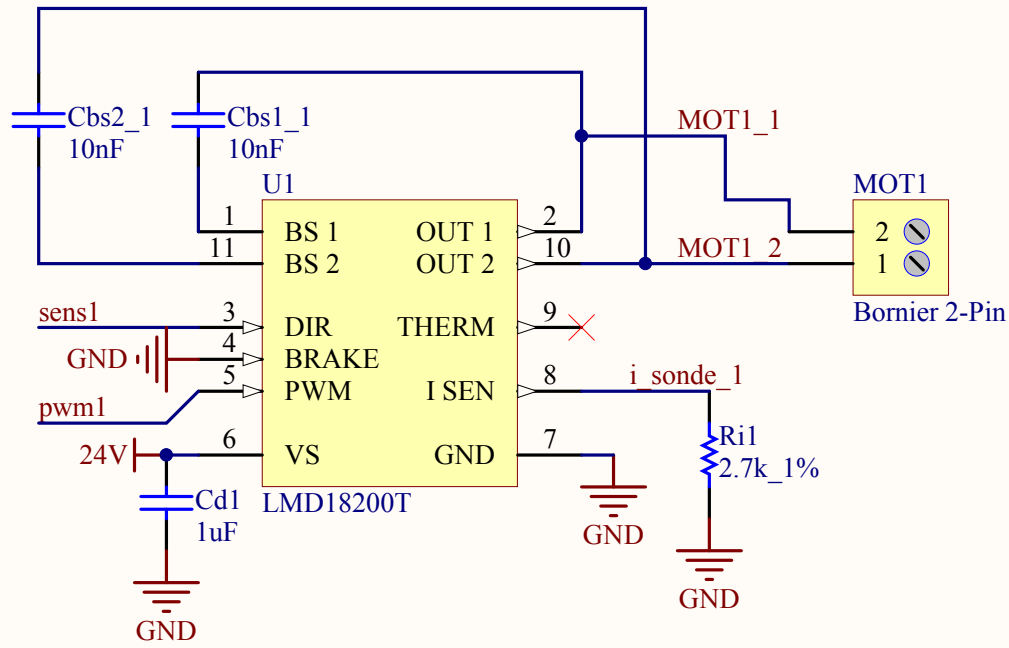 Cbs2_1
10nF
Cbs1_1
10nF
MOT1_1
U1
MOT1
1
BS 1
OUT 1
2
2
11
BS 2
OUT 2
10
MOT1_2
1
Bornier 2-Pin
sens1
3
DIR
THERM
9
GND
4
BRAKE
pwm1
5
PWM
I SEN
8
i_sonde_1
24V
6
VS
GND
7
Ri1
2.7k_1%
Cd1
1uF
LMD18200T
GND
GND
GND